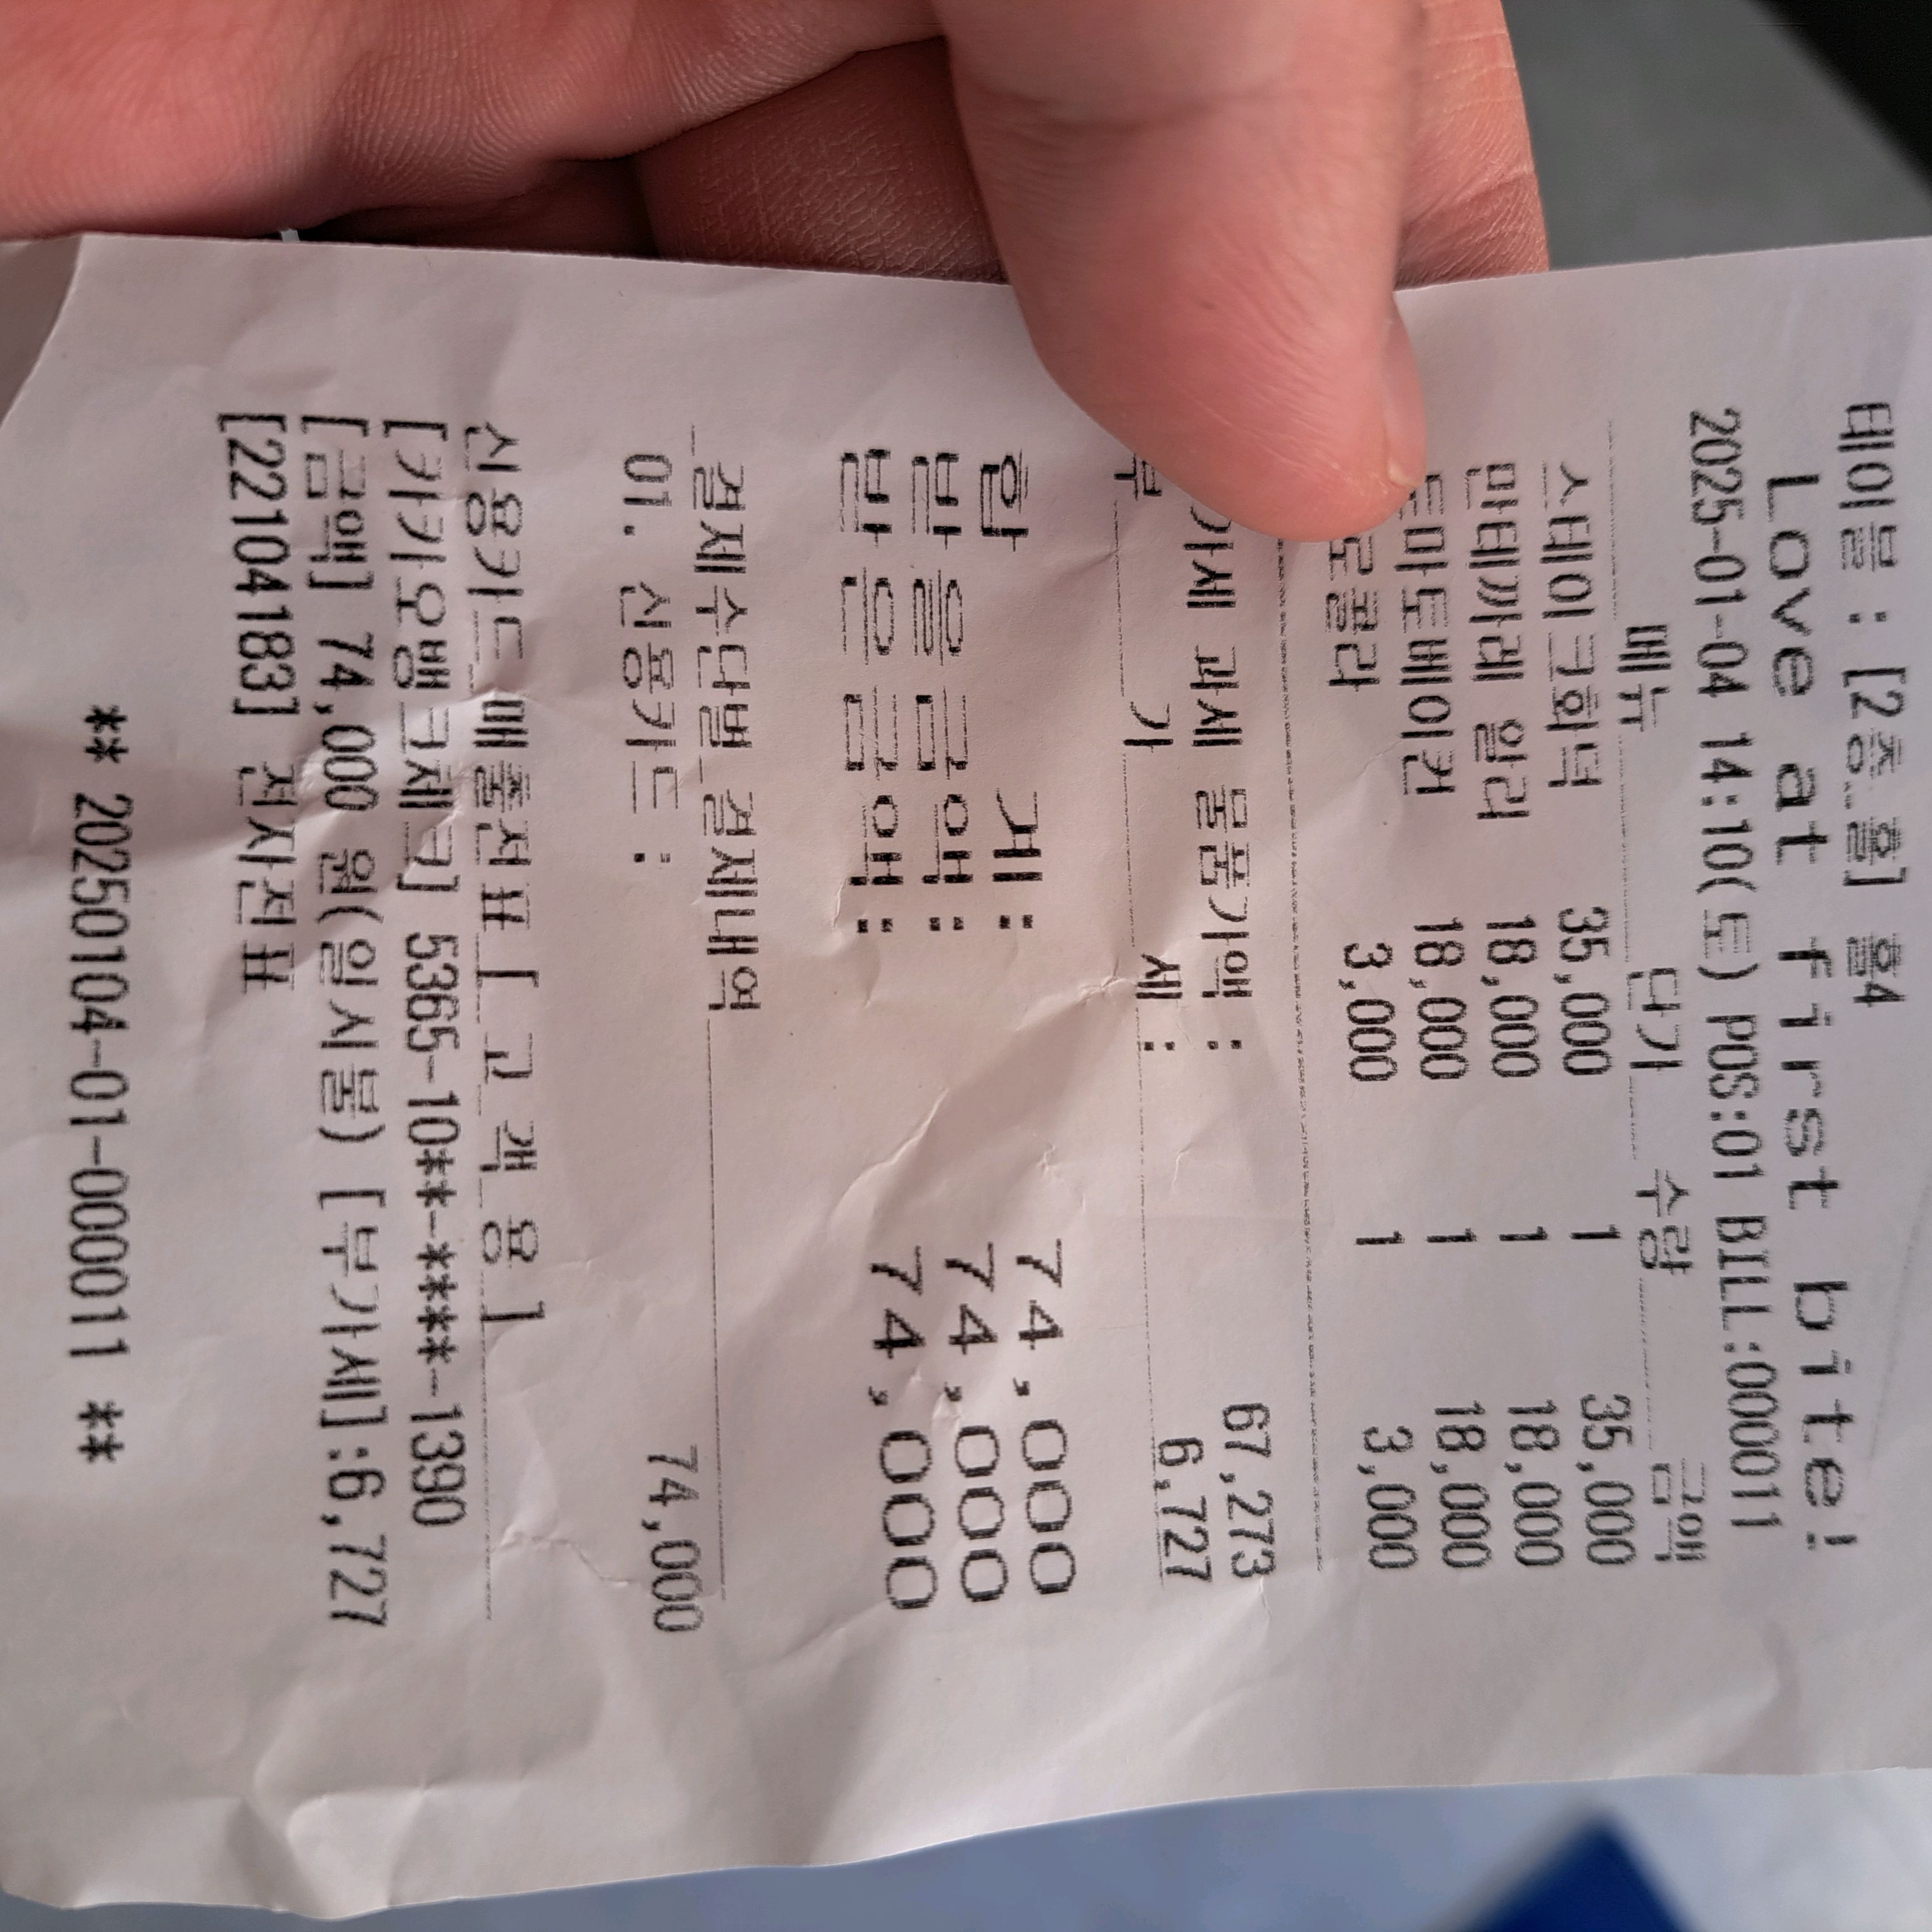 테이블 : [2층_홀] 홀4
Love at first bite!
2025-01-04 14:10(토) POS:01 BILL:000011
메뉴 단가 수량 금액
스테이크화덕 35,000 1 35,000
만테까레 알리 18,000 1 18,000
토마토베이컨 18,000 1 18,000
콜라 3,000 1 3,000
과세 물품가액 : 67,273
부 가 세 : 6,727
합 계 : 74,000
받을금액 : 74,000
받은금액 : 74,000
결제수단별 결제내역
01. 신용카드 : 74,000
신용카드 매출전표 [ 고 객 용 ]
[카카오뱅크체크] 5365-10**-****-1390
[금액] 74,000 원(일시불) [부가세]:6,727
[22104183] 전자전표
** 20250104-01-000011 **